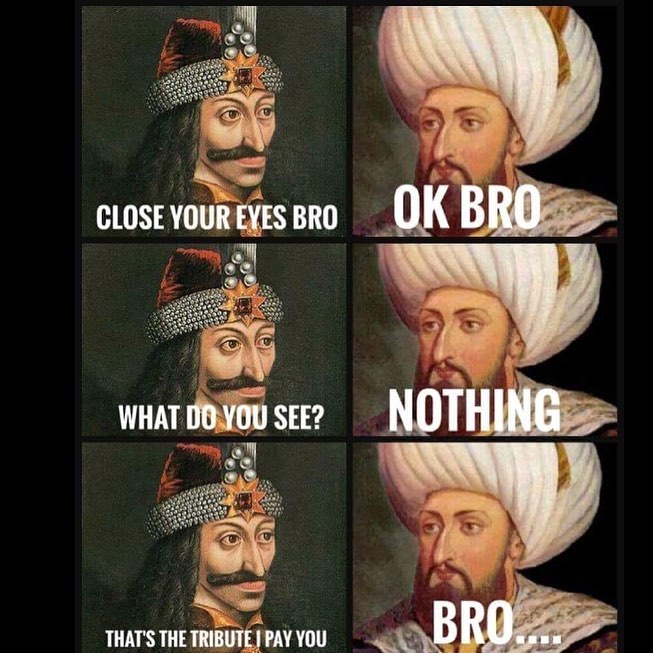 CLOSE YOUR EYES BRO
OK BRO
WHAT DO YOU SEE?
NOTHING
THAT'S THE TRIBUTE I PAY YOU
BRO....